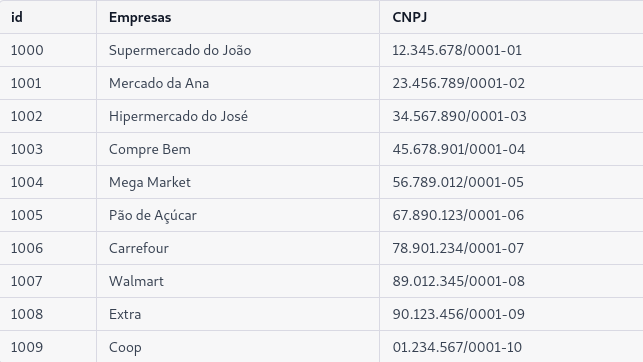 id Empresas CNPJ
1000 Supermercado do João 12.345.678/0001-01
1001 Mercado da Ana 23.456.789/0001-02
1002 Hipermercado do José 34.567.890/0001-03
1003 Compre Bem 45.678.901/0001-04
1004 Mega Market 56.789.012/0001-05
1005 Pão de Açúcar 67.890.123/0001-06
1006 Carrefour 78.901.234/0001-07
1007 Walmart 89.012.345/0001-08
1008 Extra 90.123.456/0001-09
1009 Coop 01.234.567/0001-10